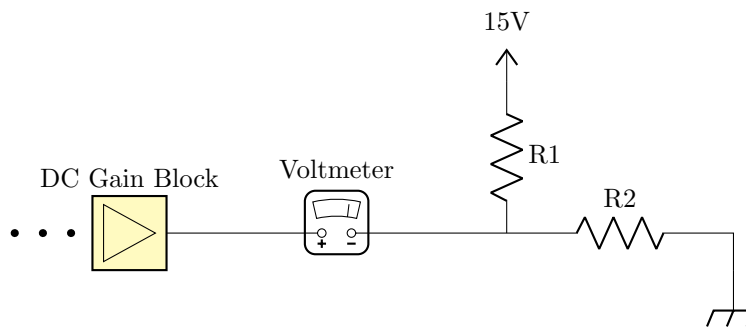 15V
R1
Voltmeter
DC Gain Block
R2
+ −